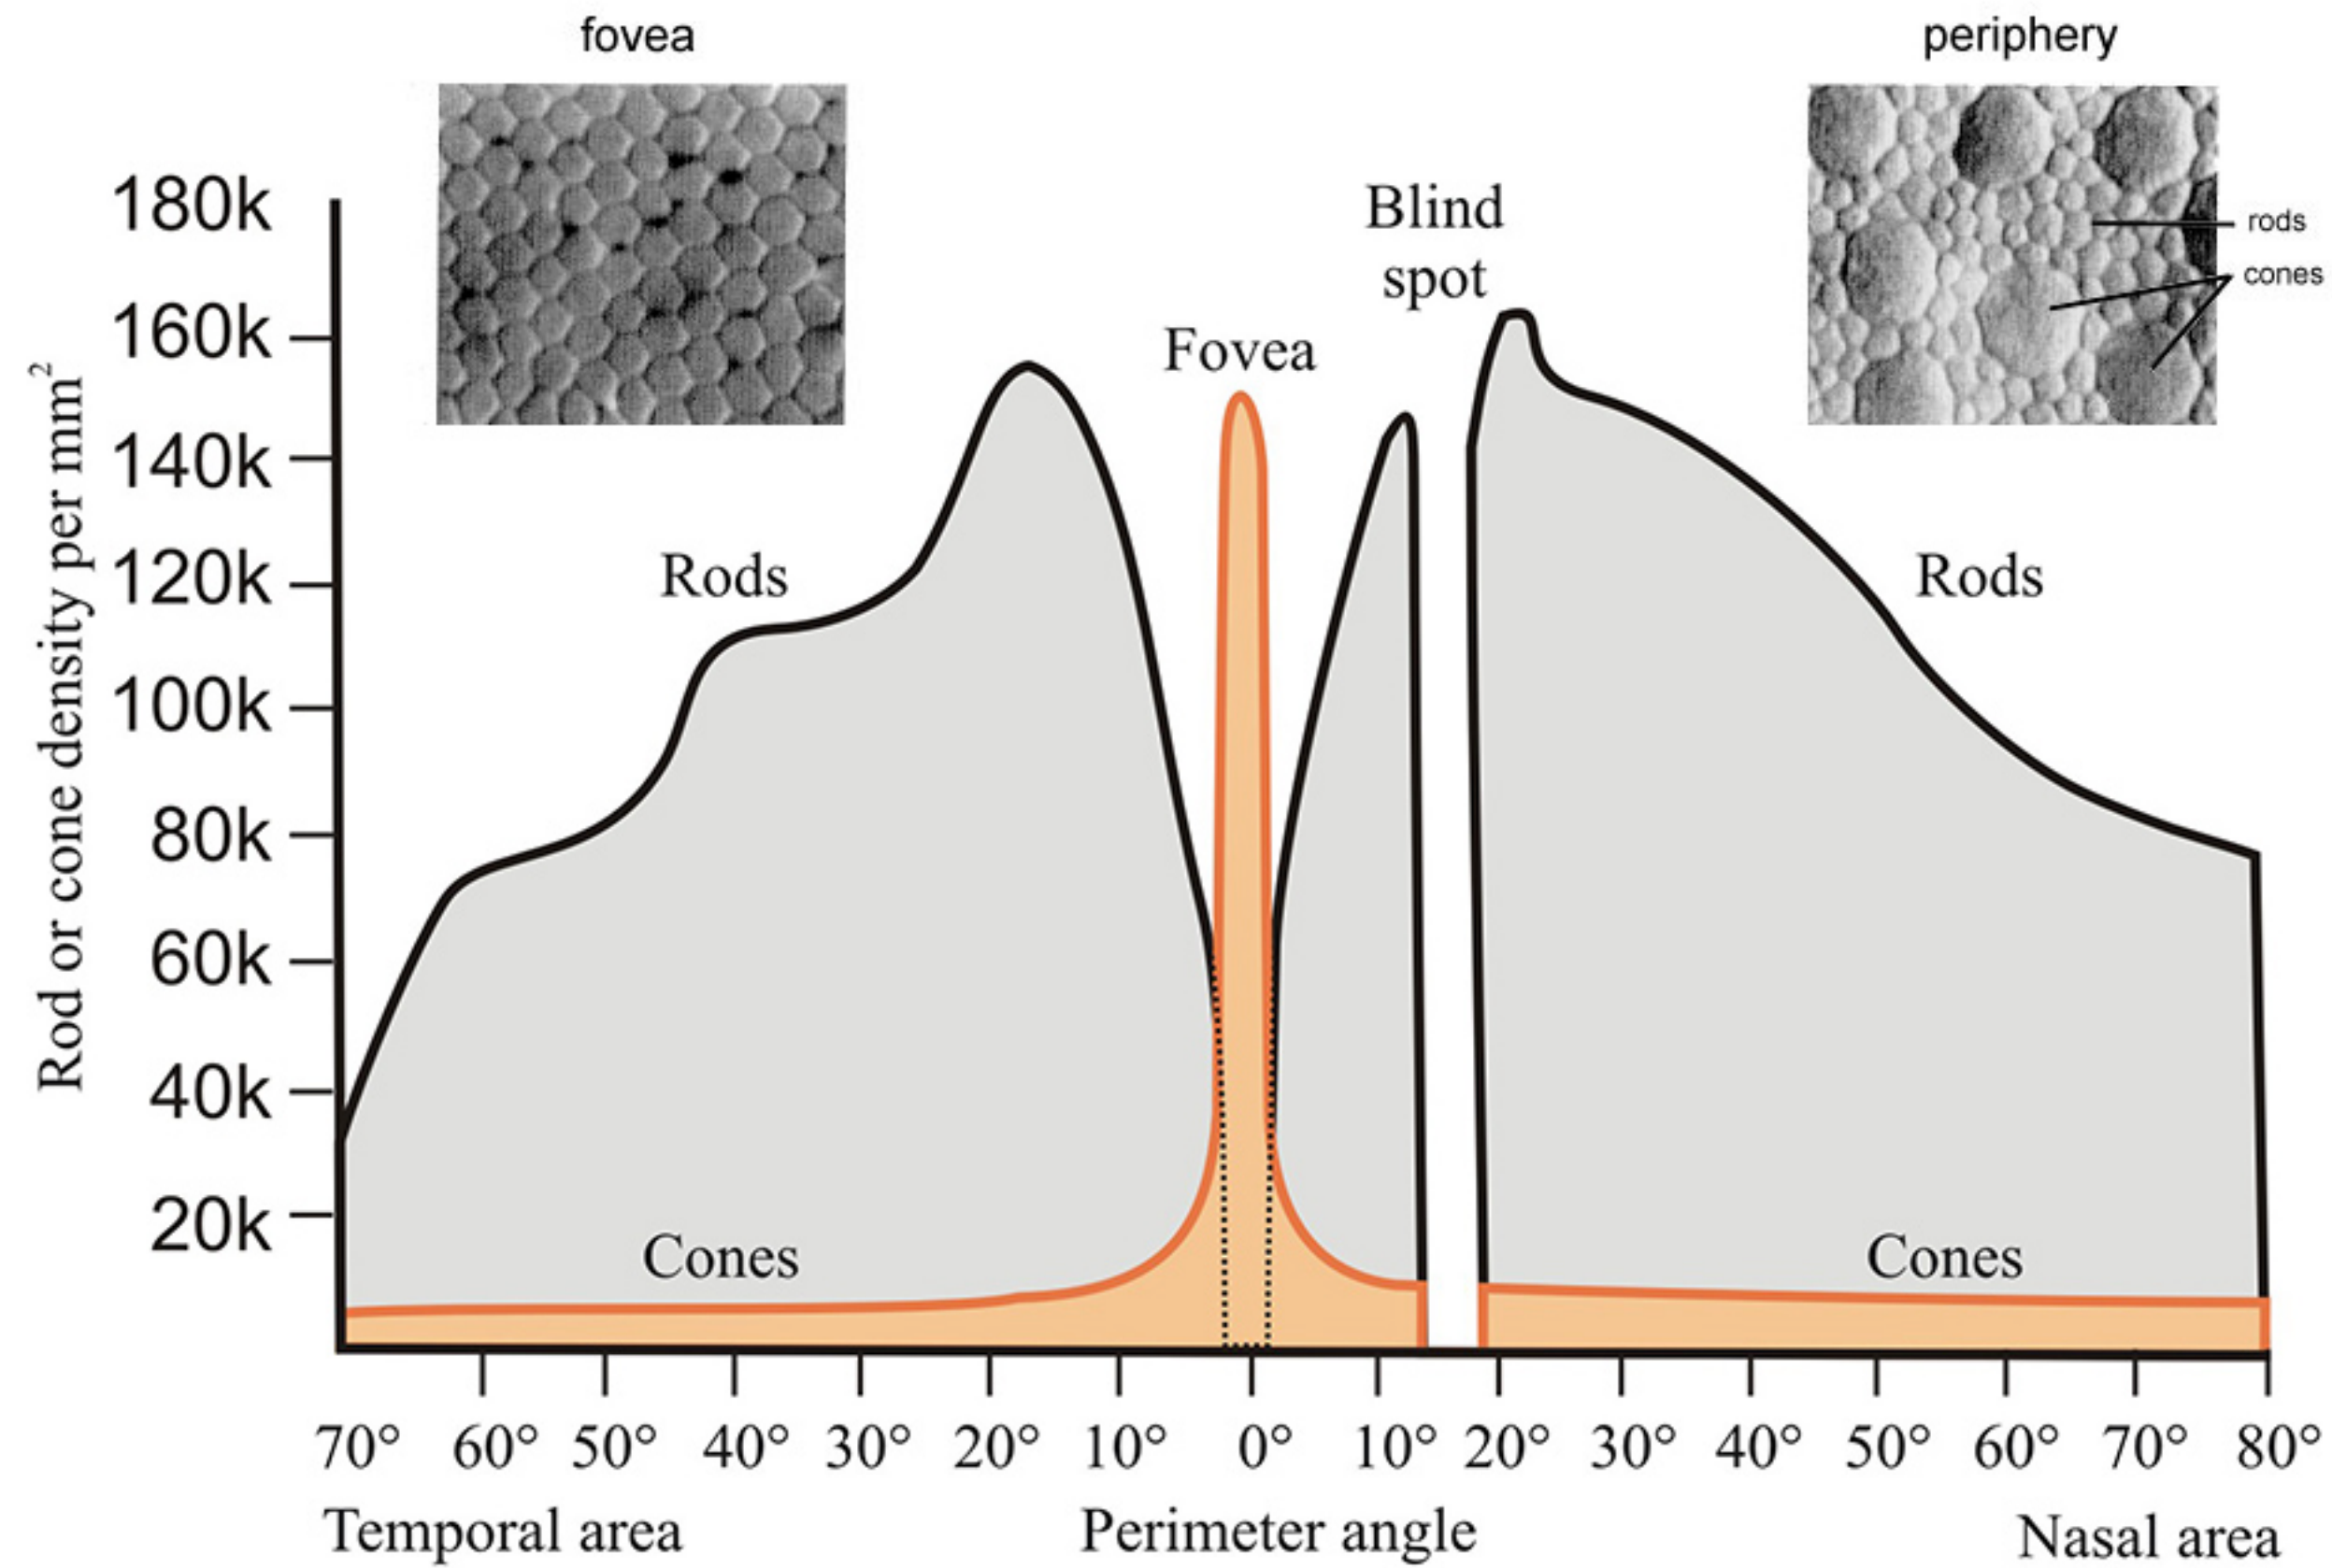 fovea
periphery
rods
cones
Blind
spot
Fovea
Rods
Rods
Cones
Cones
Rod or cone density per mm²
180k
160k
140k
120k
100k
80k
60k
40k
20k
70° 60° 50° 40° 30° 20° 10° 0° 10° 20° 30° 40° 50° 60° 70° 80°
Temporal area Perimeter angle Nasal area